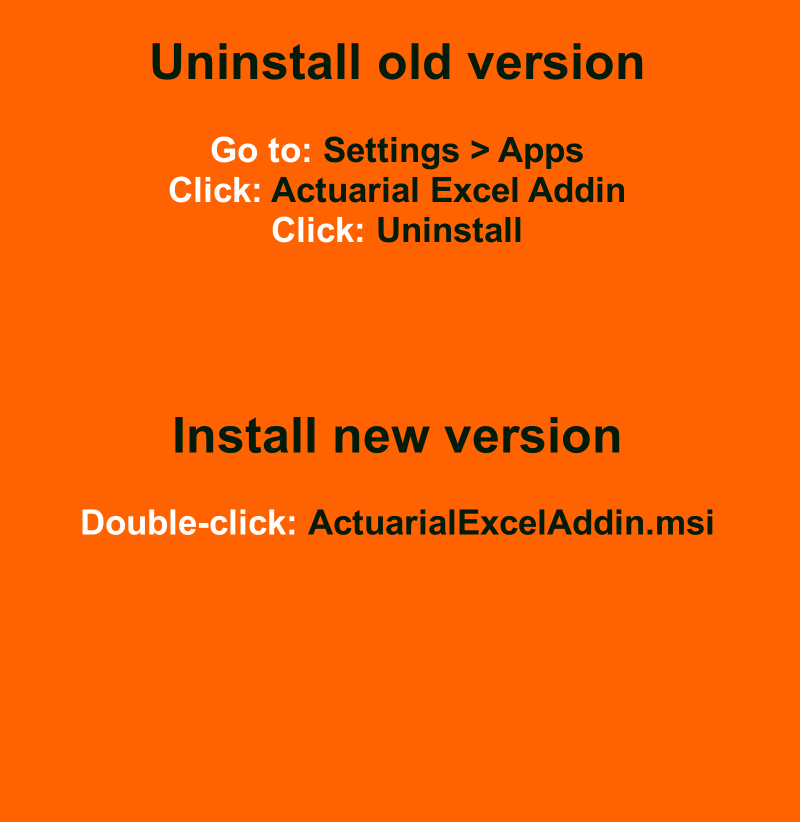 Uninstall old version
Go to: Settings > Apps
Click: Actuarial Excel Addin
Click: Uninstall
Install new version
Double-click: ActuarialExcelAddin.msi